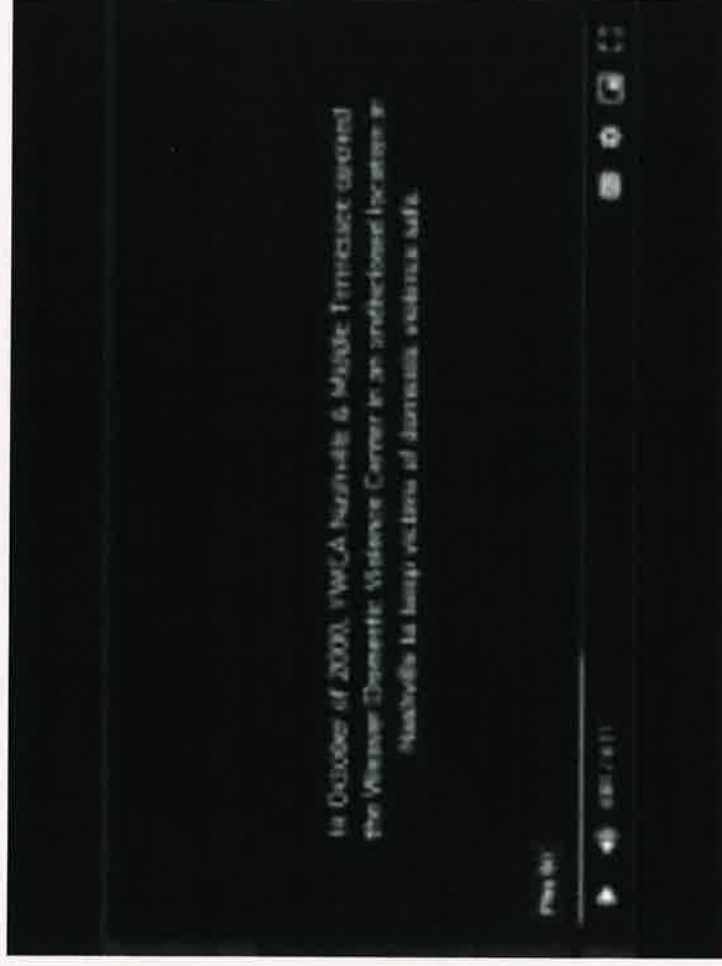 In October of 2000, YWCA Nashville & Middle Tennessee opened
the Weaver Domestic Violence Center in an undisclosed location in
Nashville to keep victims of domestic violence safe.